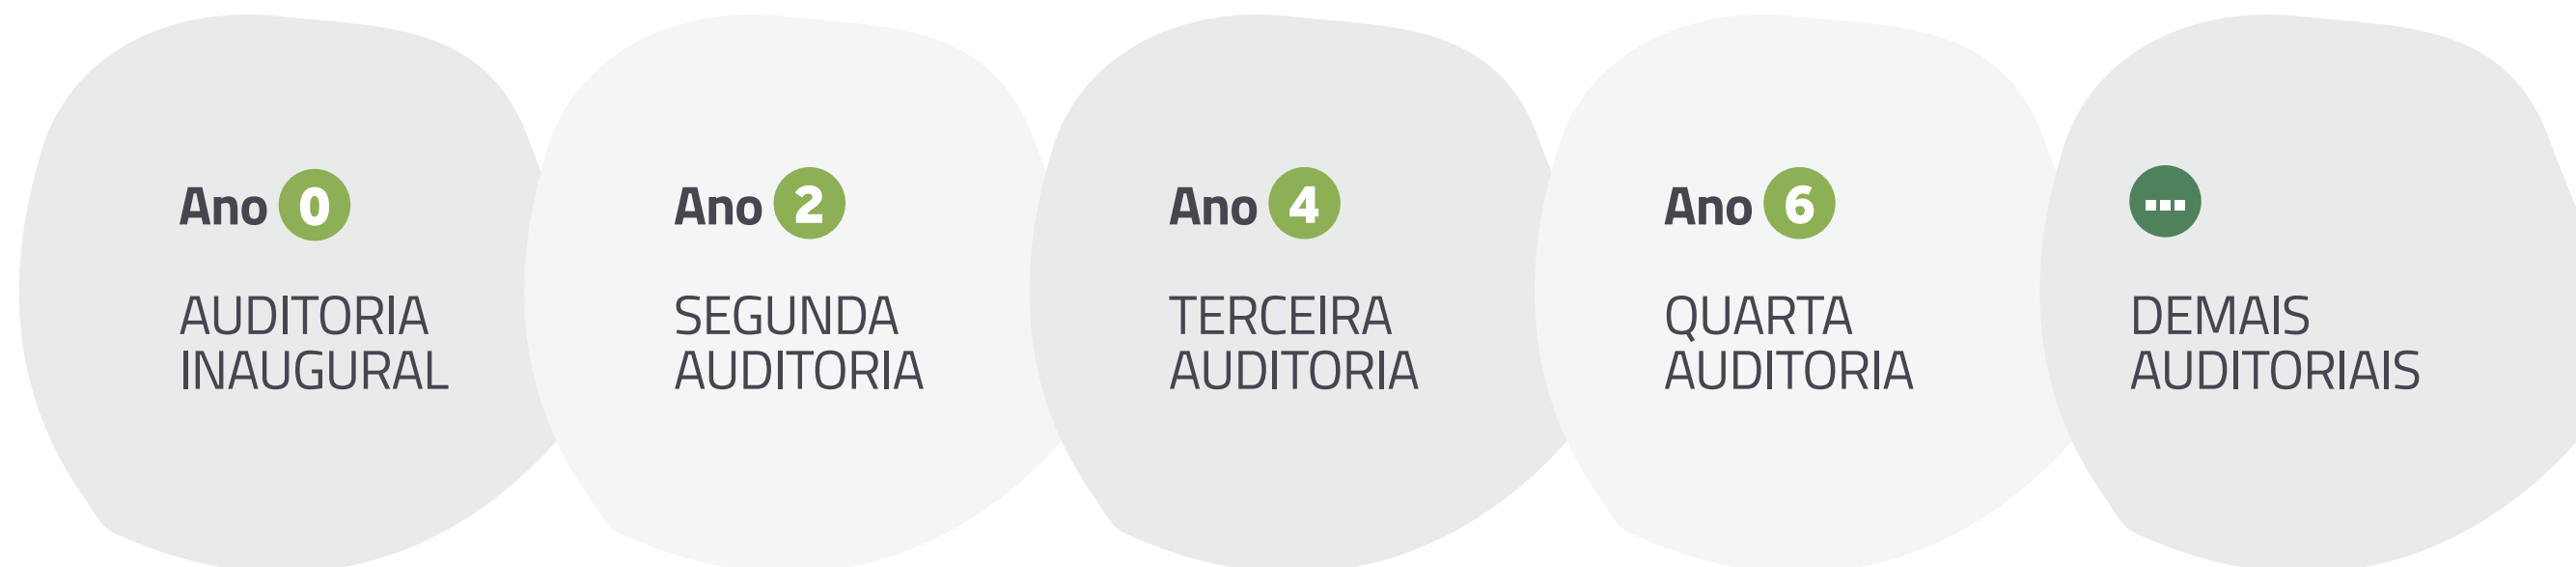 Ano 0
AUDITORIA
INAUGURAL
Ano 2
SEGUNDA
AUDITORIA
Ano 4
TERCEIRA
AUDITORIA
Ano 6
QUARTA
AUDITORIA
...
DEMAIS
AUDITORIAIS